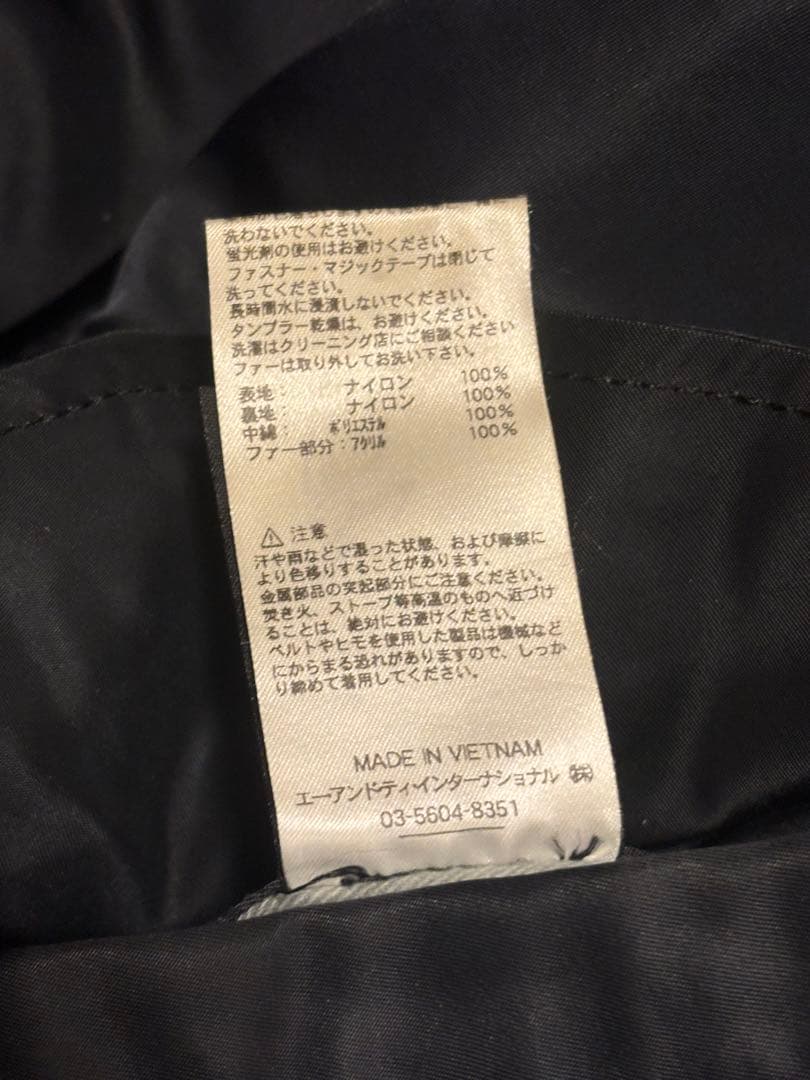 洗わないでください。
蛍光剤の使用はお避けください。
ファスナー・マジックテープは閉じて
洗ってください。
長時間水に浸漬しないでください。
タンブラー乾燥は、お避けください。
洗濯はクリーニング店にご相談ください
ファーは取り外してお洗い下さい。
表地： ナイロン 100%
裏地： ナイロン 100%
中綿： ポリエステル 100%
ファー部分：アクリル 100%
⚠ 注意
汗や雨などで湿った状態、および摩擦に
より色移りすることがあります。
金属部品の突起部分にご注意ください。
焚き火、ストーブ等高温のものへ近づけ
ることは、絶対にお避けください。
ベルトやヒモを使用した製品は機械など
にからまる恐れがありますので、しっか
り締めて着用してください。
MADE IN VIETNAM
エーアンドティ・インターナショナル ㈱
03-5604-8351